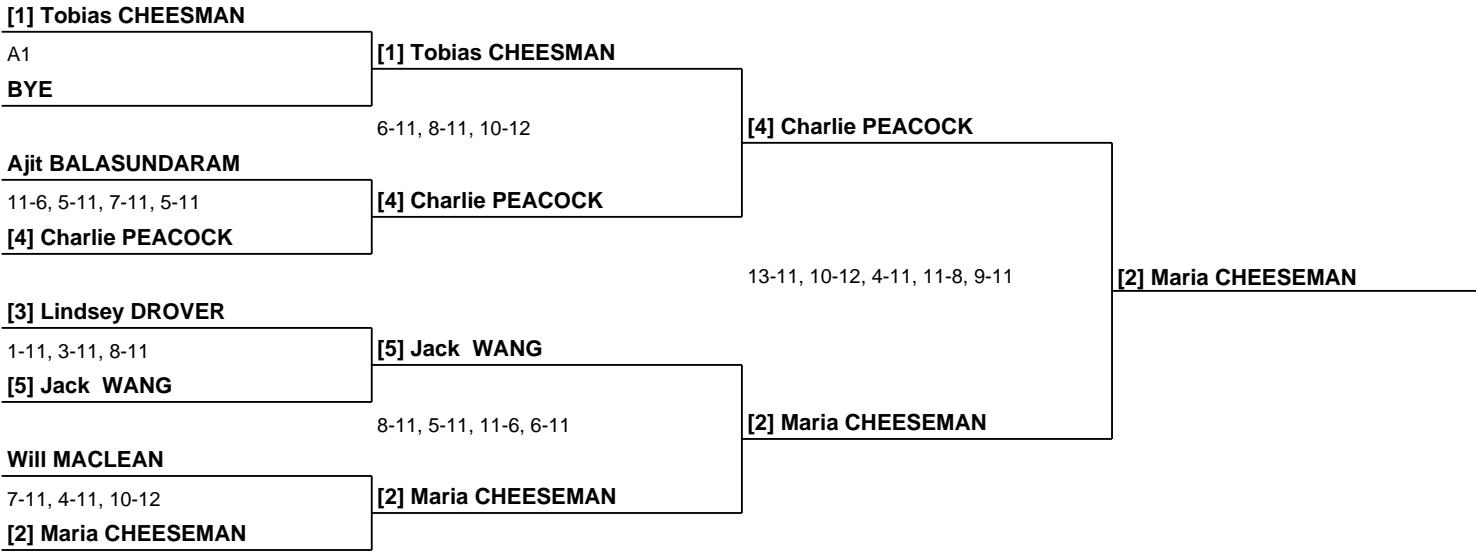 [1] Tobias CHEESMAN
A1
BYE
[1] Tobias CHEESMAN
6-11, 8-11, 10-12
Ajit BALASUNDARAM
11-6, 5-11, 7-11, 5-11
[4] Charlie PEACOCK
[4] Charlie PEACOCK
[4] Charlie PEACOCK
13-11, 10-12, 4-11, 11-8, 9-11
[2] Maria CHEESEMAN
[3] Lindsey DROVER
1-11, 3-11, 8-11
[5] Jack  WANG
[5] Jack  WANG
8-11, 5-11, 11-6, 6-11
[2] Maria CHEESEMAN
Will MACLEAN
7-11, 4-11, 10-12
[2] Maria CHEESEMAN
[2] Maria CHEESEMAN